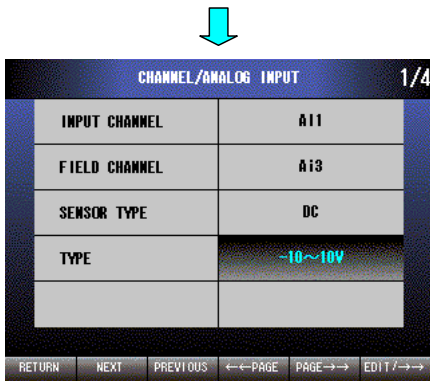 CHANNEL/ANALOG INPUT 1/4
INPUT CHANNEL AI1
FIELD CHANNEL Ai3
SENSOR TYPE DC
TYPE -10～10V
RETURN NEXT PREVIOUS ←←PAGE PAGE→→ EDIT/→→